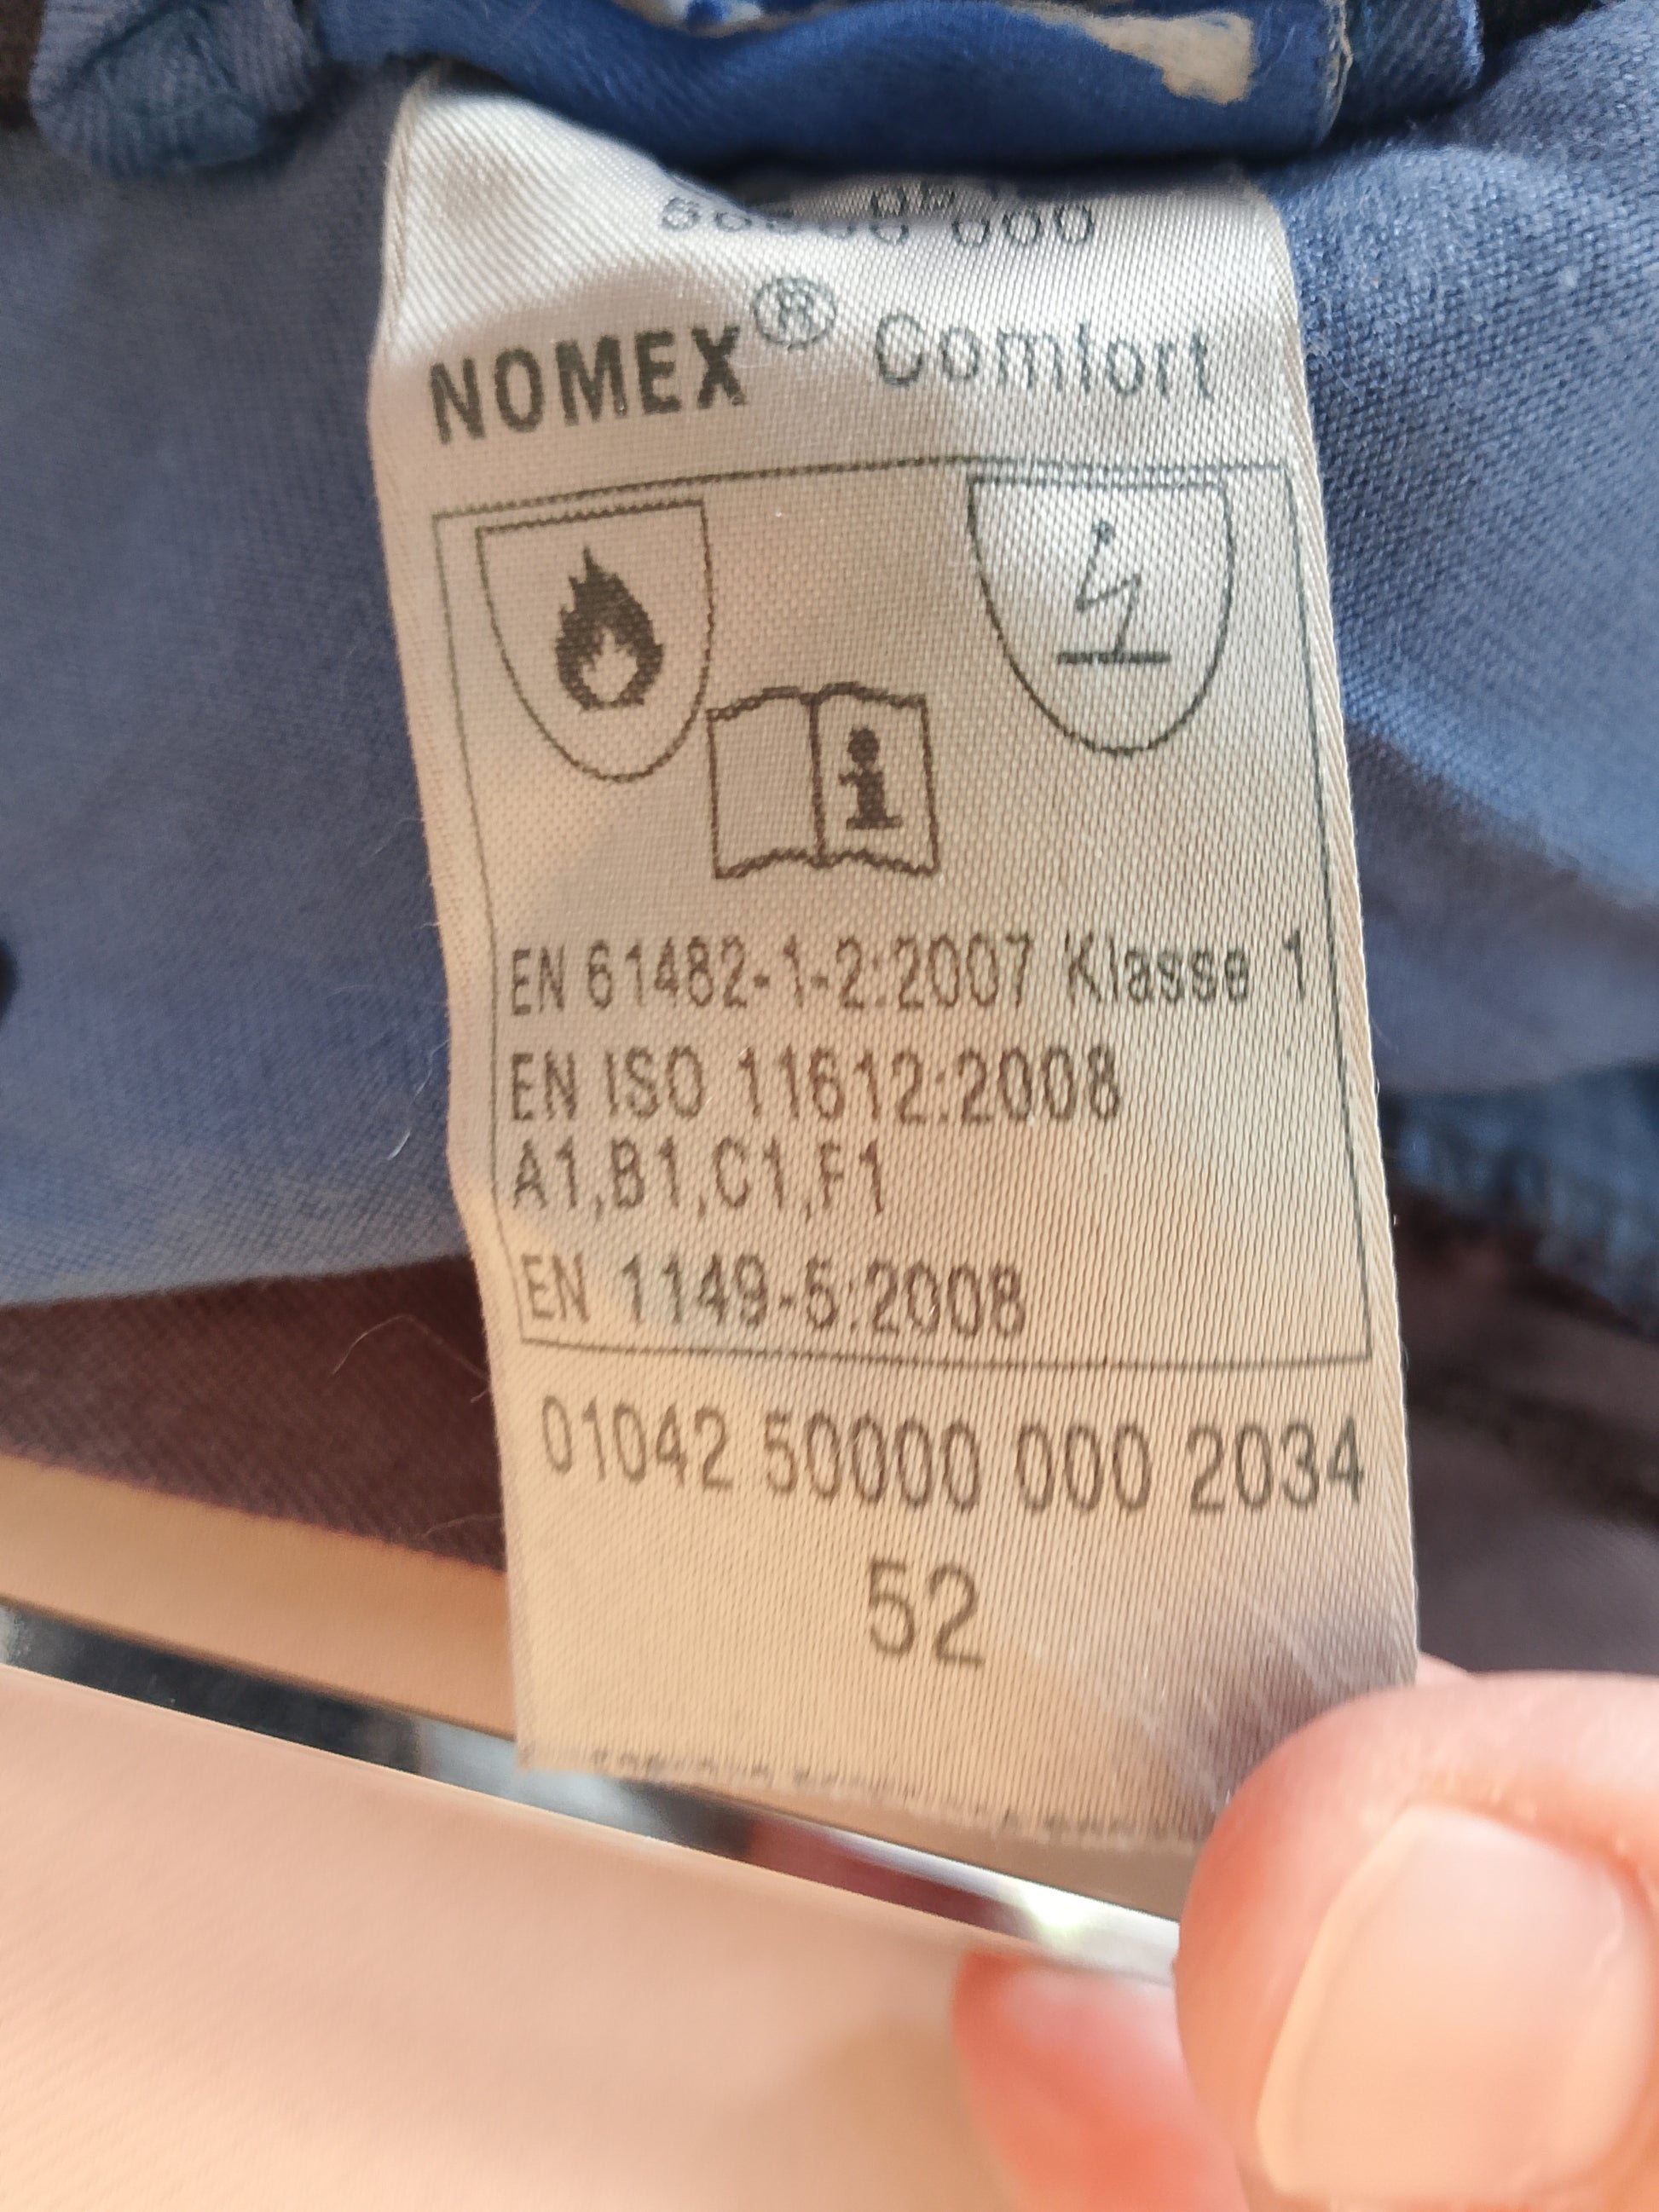 NOMEX® Comfort
i
EN 61482-1-2:2007 Klasse 1
EN ISO 11612:2008
A1,B1,C1,F1
EN 1149-5:2008
01042 50000 000 2034
52